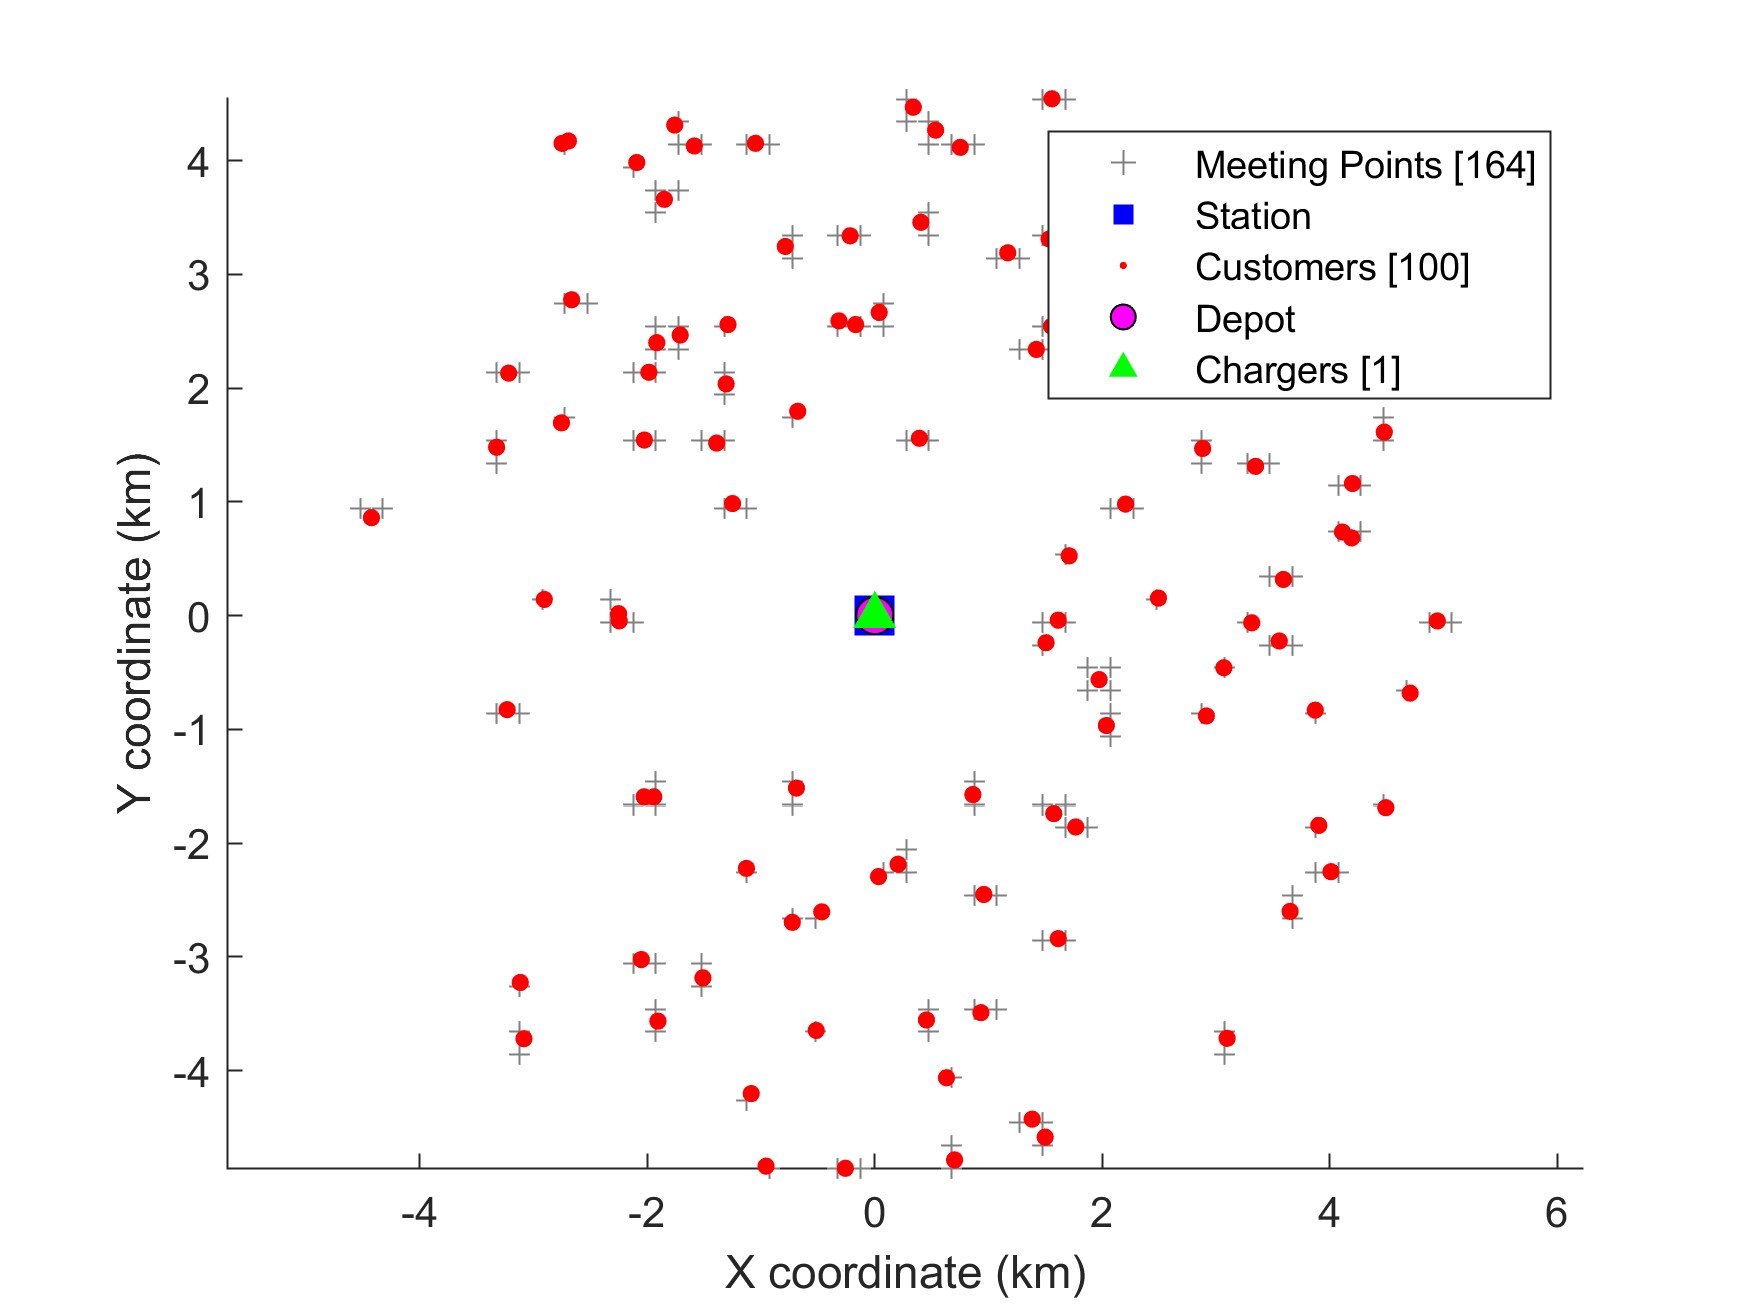 4
3
2
1
0
-1
-2
-3
-4
Y coordinate (km)
Meeting Points [164]
Station
Customers [100]
Depot
Chargers [1]
-4 -2 0 2 4 6
X coordinate (km)